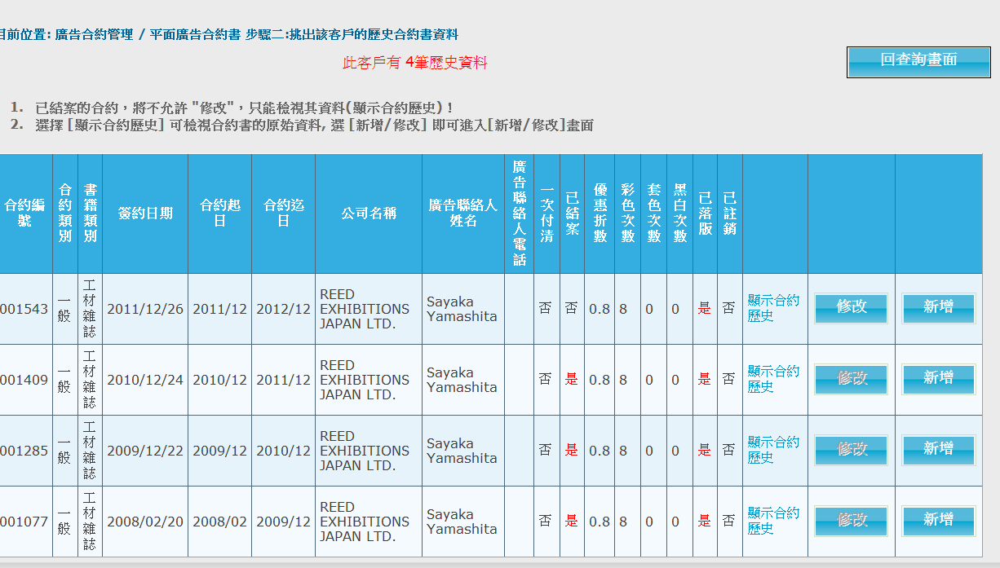 目前位置: 廣告合約管理 / 平面廣告合約書 步驟二:挑出該客戶的歷史合約書資料
此客戶有 4筆歷史資料
回查詢畫面
1. 已結案的合約，將不允許 "修改"，只能檢視其資料(顯示合約歷史)！
2. 選擇 [顯示合約歷史] 可檢視合約書的原始資料, 選 [新增/修改] 即可進入[新增/修改]畫面
合約編號 合約類別 書籍類別 簽約日期 合約起日 合約迄日 公司名稱 廣告聯絡人姓名 廣告聯絡人電話 一次付清 已結案 優惠折數 彩色次數 套色次數 黑白次數 已落版 已註銷
001543 一般 工材雜誌 2011/12/26 2011/12 2012/12 REED EXHIBITIONS JAPAN LTD. Sayaka Yamashita 否 否 0.8 8 0 0 是 否 顯示合約歷史 修改 新增
001409 一般 工材雜誌 2010/12/24 2010/12 2011/12 REED EXHIBITIONS JAPAN LTD. Sayaka Yamashita 否 是 0.8 8 0 0 是 否 顯示合約歷史 修改 新增
001285 一般 工材雜誌 2009/12/22 2009/12 2010/12 REED EXHIBITIONS JAPAN LTD. Sayaka Yamashita 否 是 0.8 8 0 0 是 否 顯示合約歷史 修改 新增
001077 一般 工材雜誌 2008/02/20 2008/02 2009/12 REED EXHIBITIONS JAPAN LTD. Sayaka Yamashita 否 是 0.8 8 0 0 是 否 顯示合約歷史 修改 新增